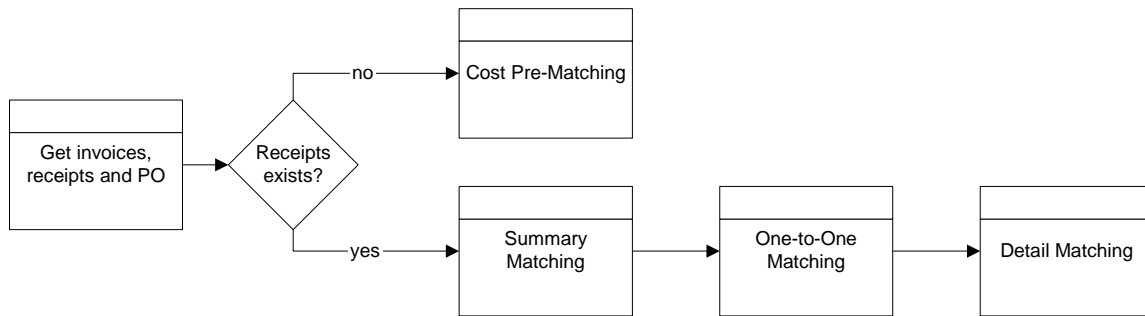 Get invoices,
receipts and PO
Receipts
exists?
no
Cost Pre-Matching
yes
Summary
Matching
One-to-One
Matching
Detail Matching